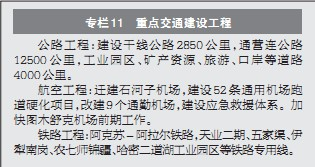 专栏11 重点交通建设工程
公路工程:建设干线公路2850公里,通营连公路
12500公里,工业园区、矿产资源、旅游、口岸等道路
4000公里。
航空工程:迁建石河子机场,建设52条通用机场跑
道硬化项目,改建9个通勤机场,建设应急救援体系。加
快图木舒克机场前期工作。
铁路工程:阿克苏-阿拉尔铁路,天业二期、五家渠、伊
犁南岗、农七师锦疆、哈密二道湖工业园区等铁路专用线。